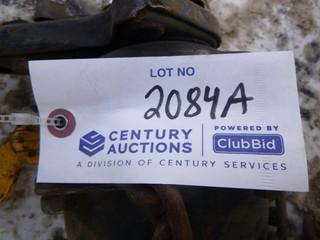 LOT NO
2084A
CENTURY AUCTIONS
POWERED BY
ClubBid
A DIVISION OF CENTURY SERVICES